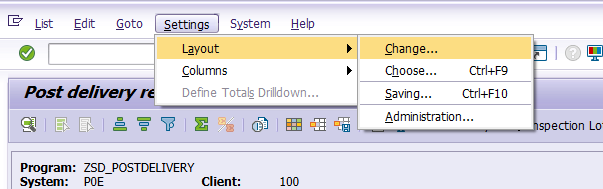 List Edit Goto Settings System Help
Layout Change...
Columns Choose... Ctrl+F9
Define Totals Drilldown... Saving... Ctrl+F10
Administration...
Post delivery re
nspection Lot
Program: ZSD_POSTDELIVERY
System: P0E Client: 100